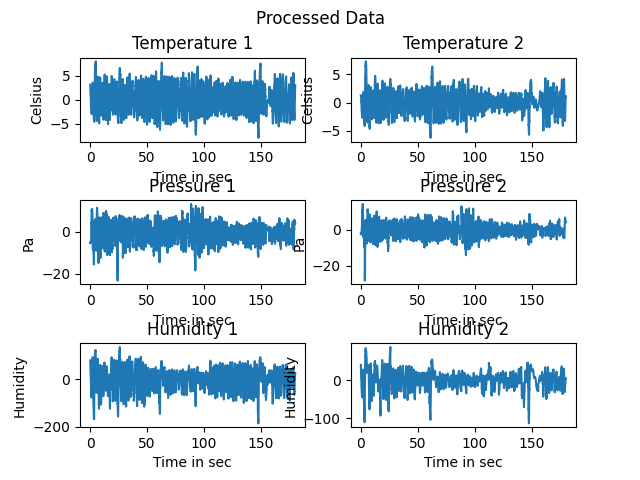 Processed Data
Temperature 1
Temperature 2
Celsius
5
0
−5
0
50
100
150
Time in sec
Celsius
5
0
−5
0
50
100
150
Time in sec
Pressure 1
Pressure 2
Pa
0
−20
0
50
100
150
Time in sec
Pa
0
−20
0
50
100
150
Time in sec
Humidity 1
Humidity 2
Humidity
0
−200
0
50
100
150
Time in sec
Humidity
0
−100
0
50
100
150
Time in sec